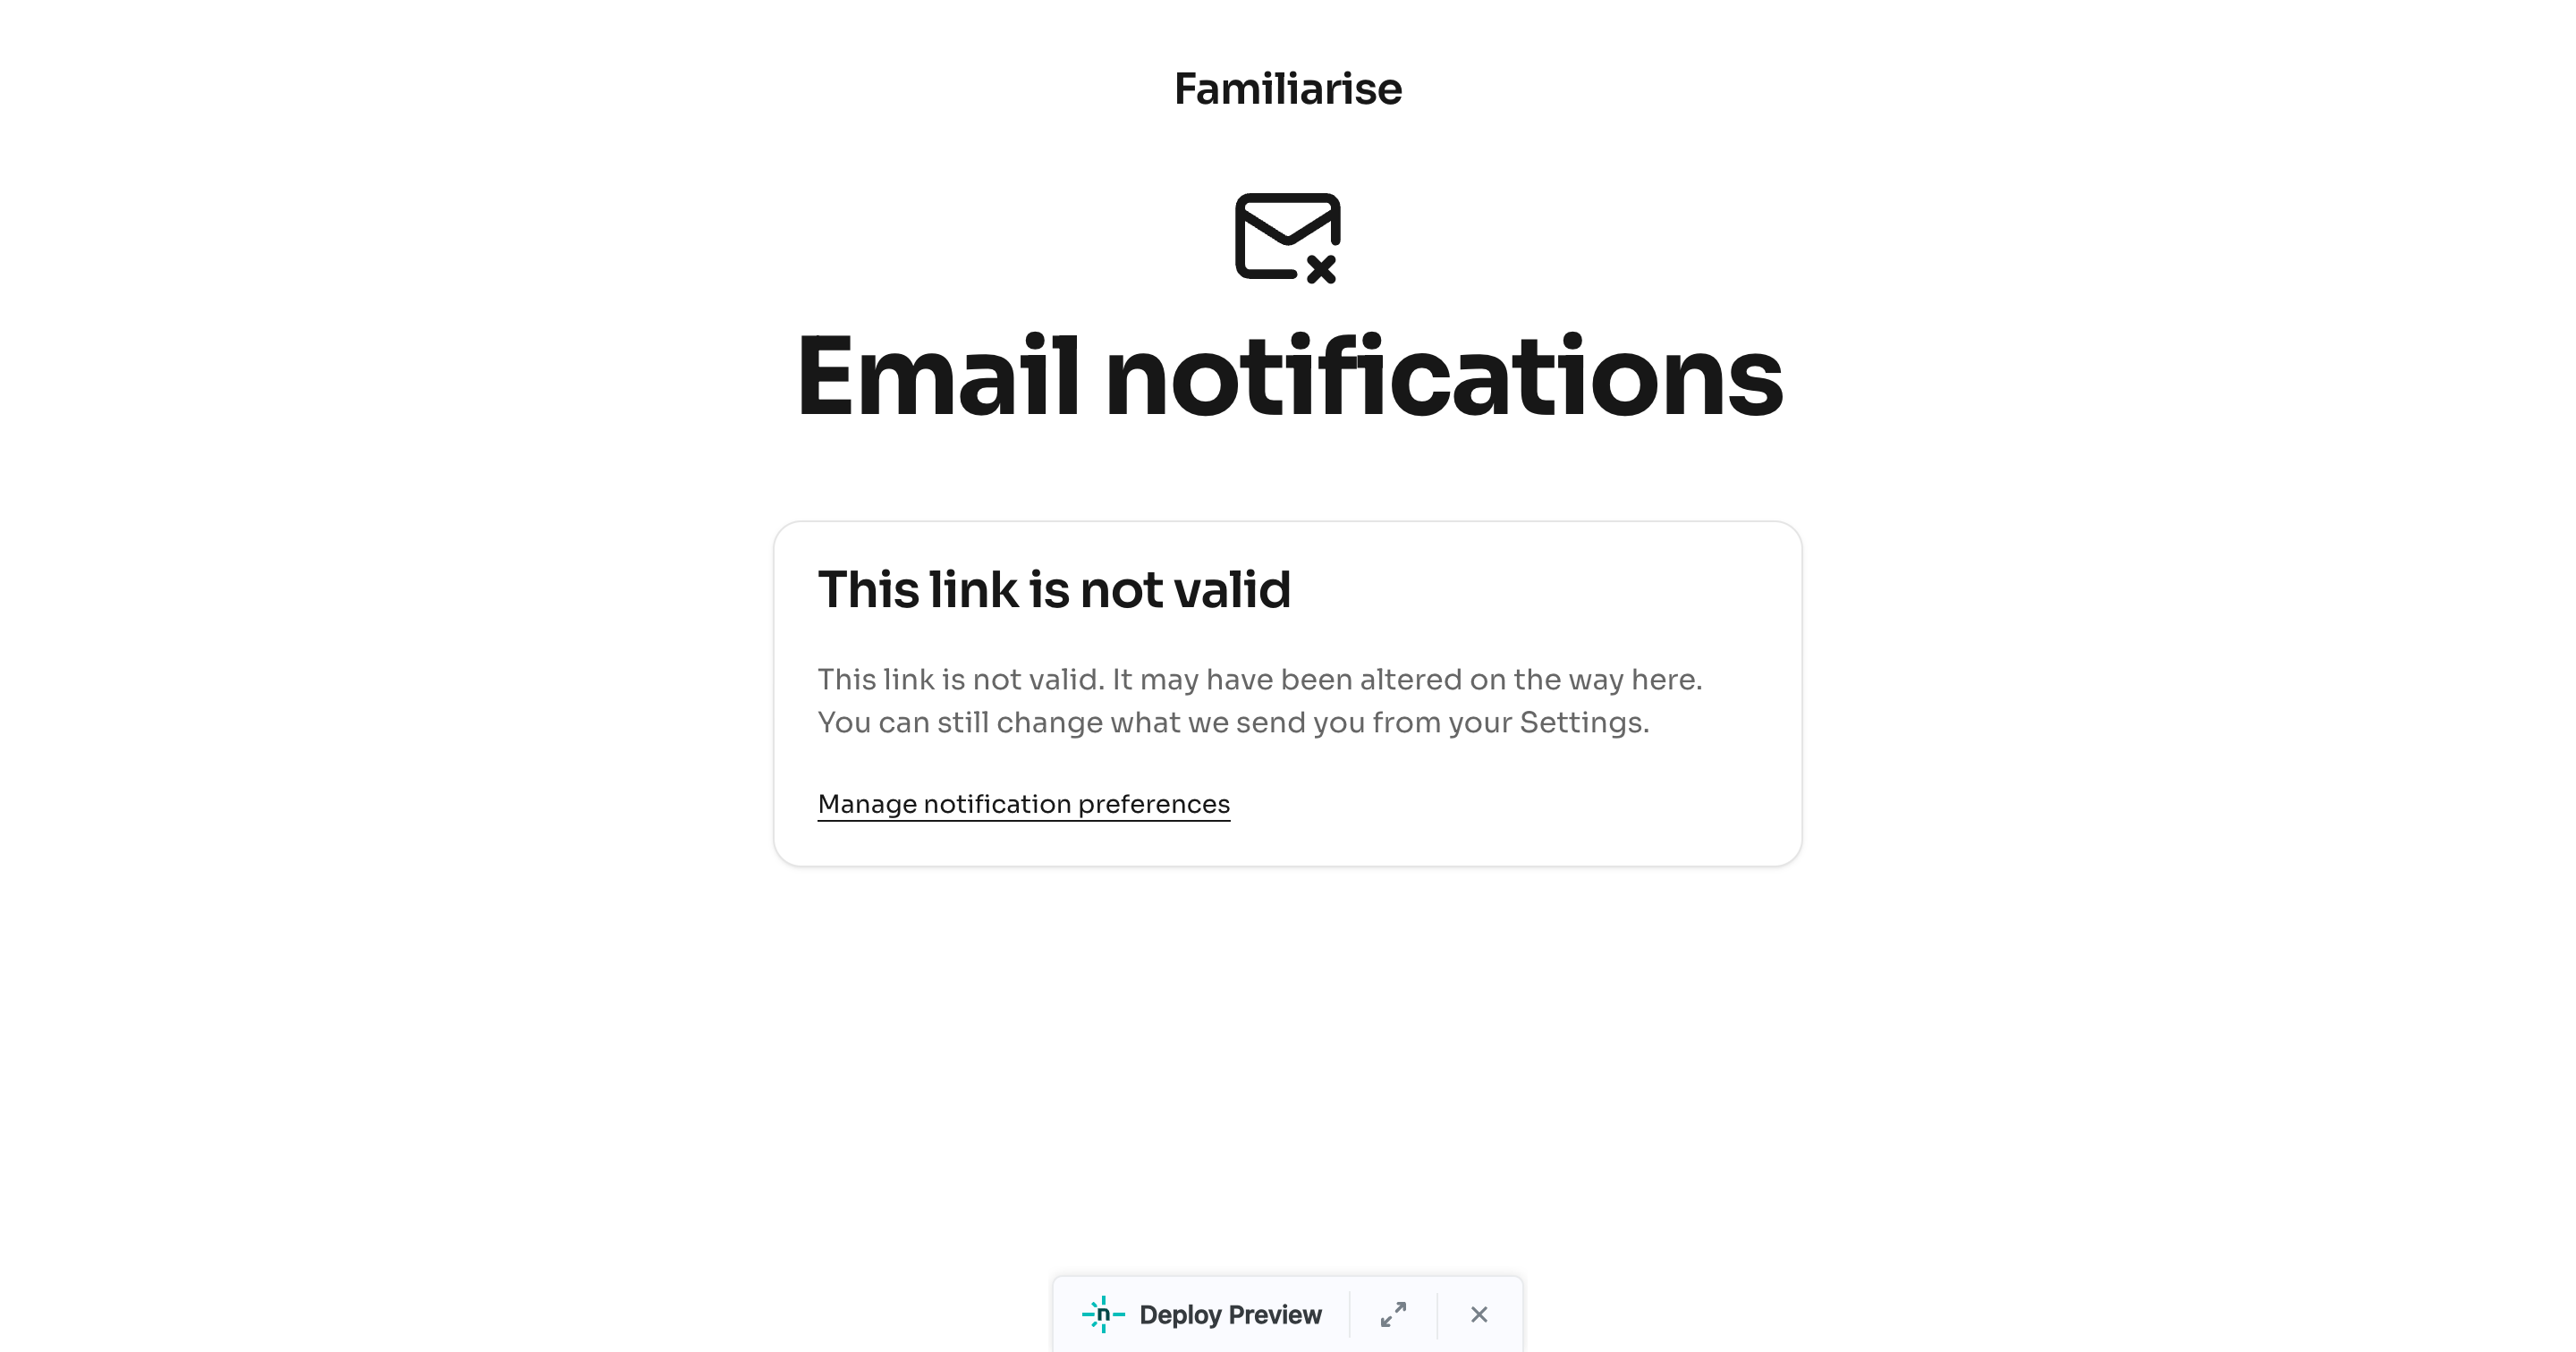 Familiarise
Email notifications
This link is not valid
This link is not valid. It may have been altered on the way here.
You can still change what we send you from your Settings.
Manage notification preferences
Deploy Preview